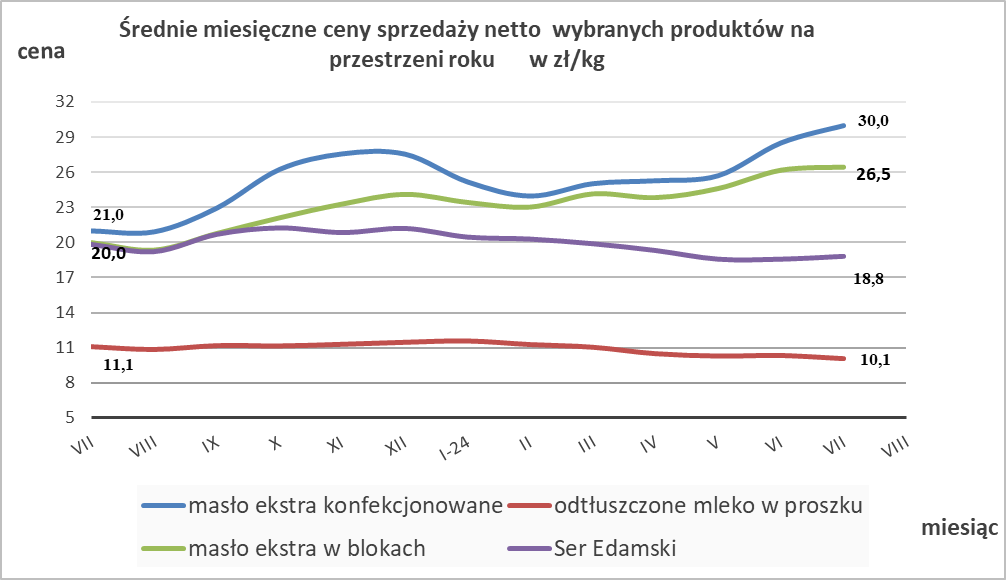 Średnie miesięczne ceny sprzedaży netto wybranych produktów na
przestrzeni roku w zł/kg
cena
32
29
26
23
20
17
14
11
8
5
21,0
20,0
11,1
30,0
26,5
18,8
10,1
VII VIII IX X XI XII I-24 II III IV V VI VII VIII
masło ekstra konfekcjonowane odtłuszczone mleko w proszku
masło ekstra w blokach Ser Edamski
miesiąc